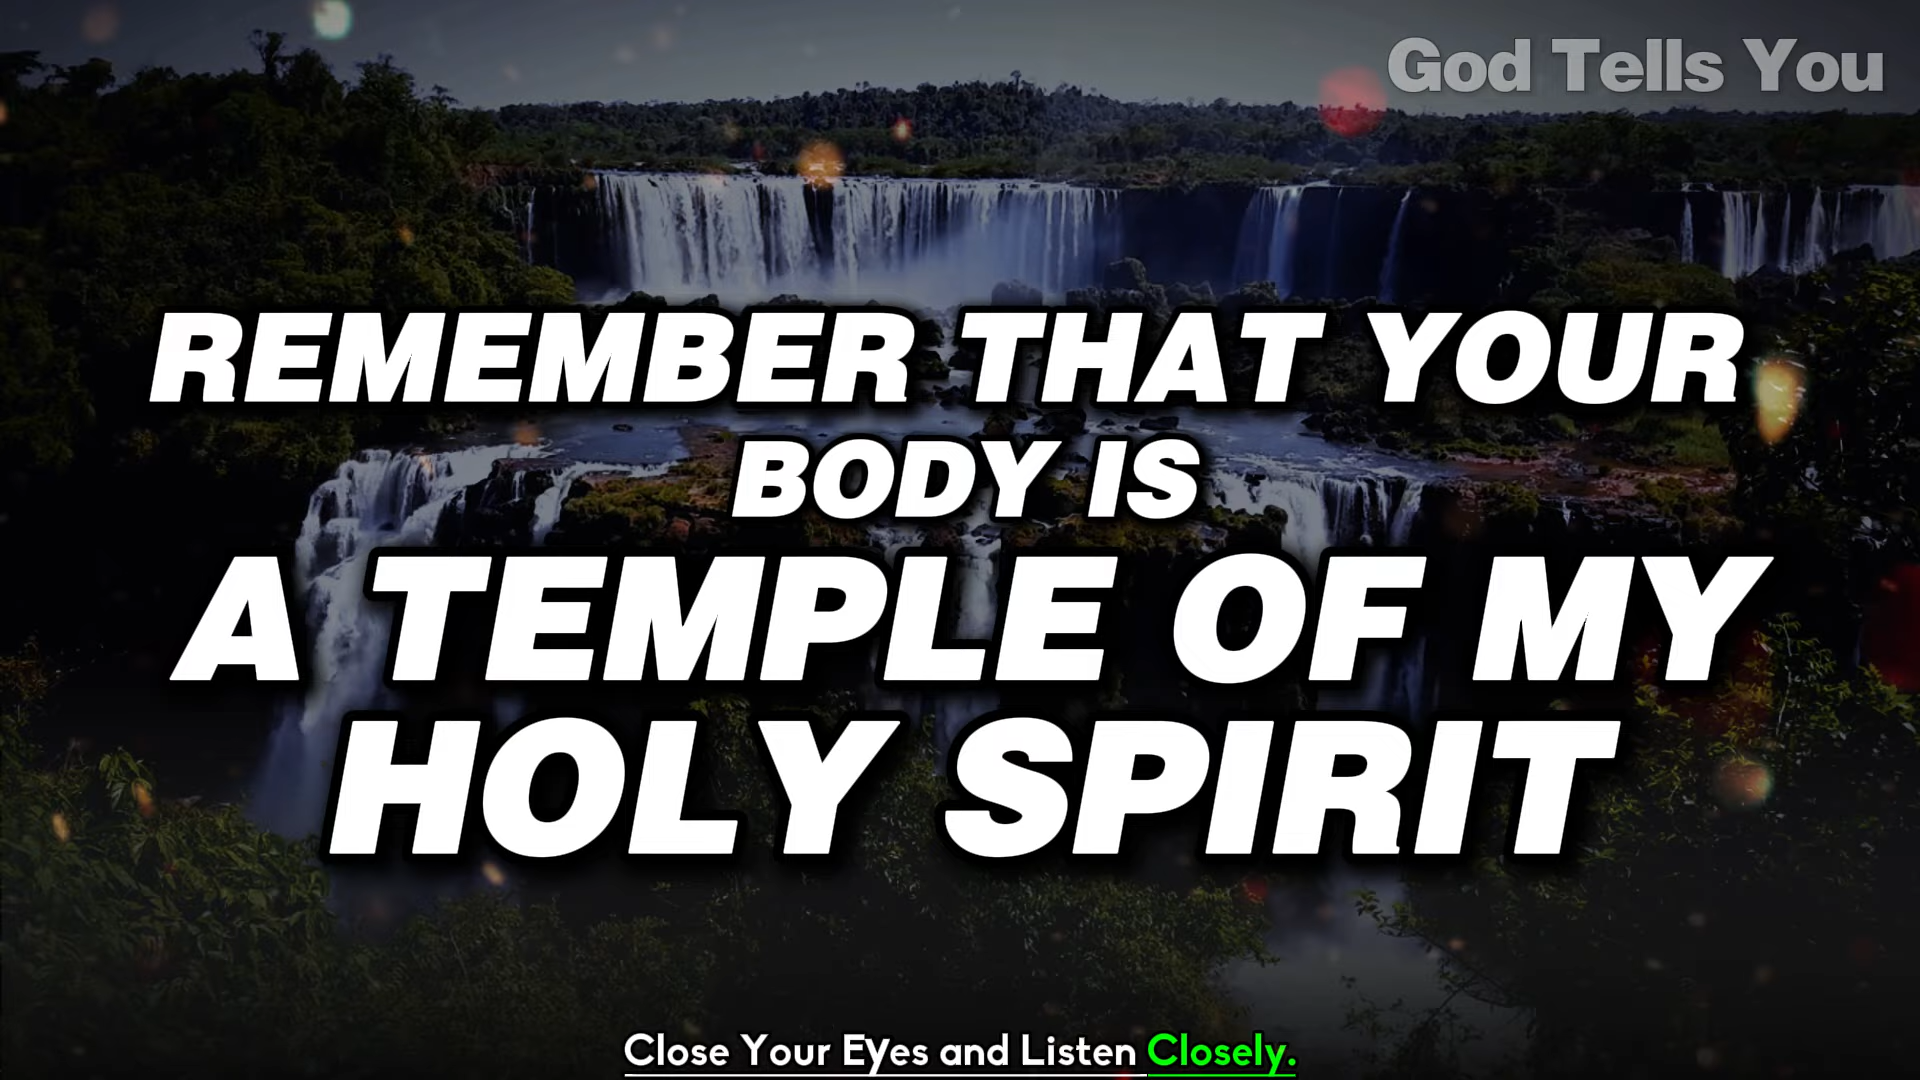 God Tells You
REMEMBER THAT YOUR
BODY IS
A TEMPLE OF MY
HOLY SPIRIT
Close Your Eyes and Listen Closely.